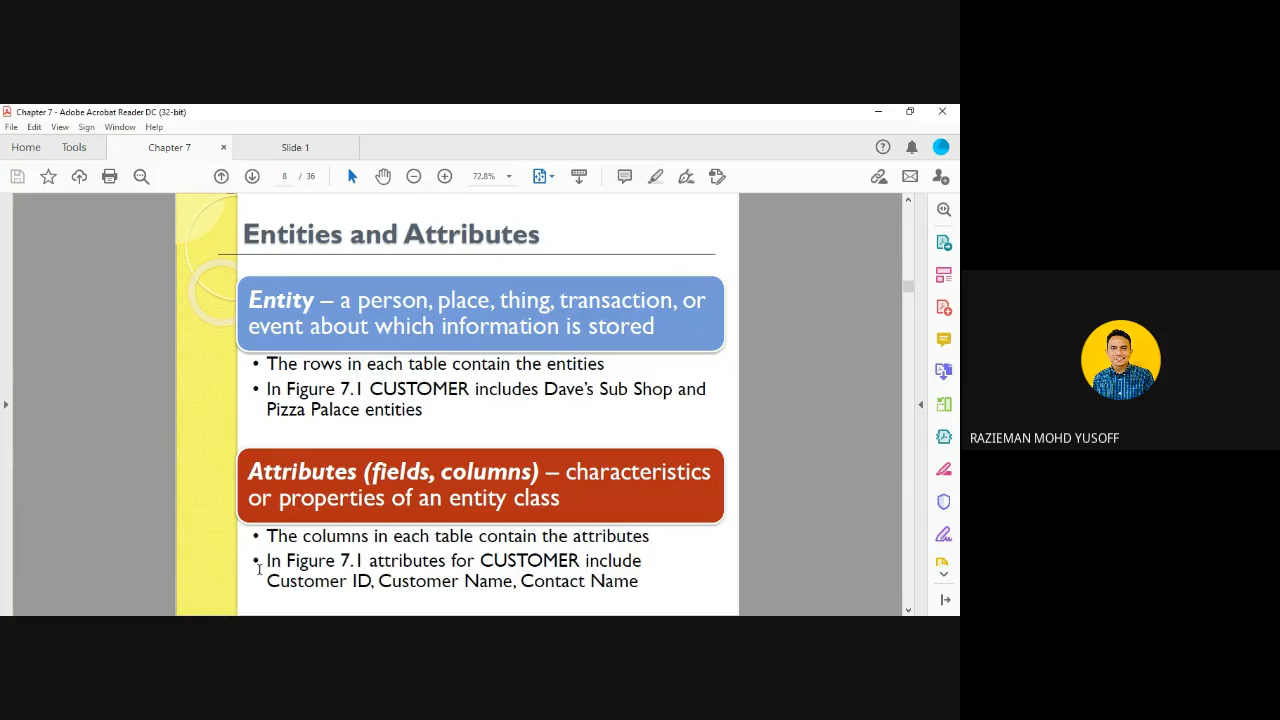 Chapter 7 - Adobe Acrobat Reader DC (32-bit)
File Edit View Sign Window Help
Home Tools Chapter 7 × Slide 1
8 / 36 72.8%
Entities and Attributes
Entity – a person, place, thing, transaction, or
event about which information is stored
• The rows in each table contain the entities
• In Figure 7.1 CUSTOMER includes Dave's Sub Shop and
Pizza Palace entities
Attributes (fields, columns) – characteristics
or properties of an entity class
• The columns in each table contain the attributes
• In Figure 7.1 attributes for CUSTOMER include
Customer ID, Customer Name, Contact Name
RAZIEMAN MOHD YUSOFF